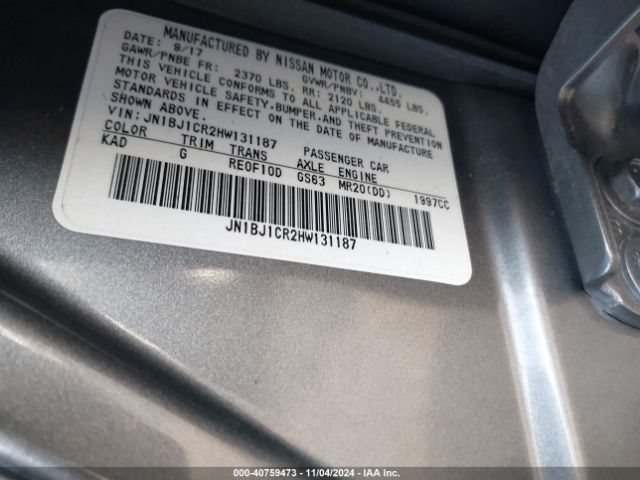 MANUFACTURED BY NISSAN MOTOR CO.,LTD.
DATE: 9/17 GVWR/PNBV: 4455 LBS.
GAWR/PNBE FR: 2370 LBS. RR: 2120 LBS.
THIS VEHICLE CONFORMS TO ALL APPLICABLE FEDERAL
MOTOR VEHICLE SAFETY,BUMPER,AND THEFT PREVENTION
STANDARDS IN EFFECT ON THE DATE OF MANUFACTURE
SHOWN ABOVE.
VIN: JN1BJ1CR2HW131187 PASSENGER CAR
COLOR TRIM TRANS AXLE ENGINE
KAD G RE0F10D GS63 MR20(DD) 1997CC
JN1BJ1CR2HW131187
000-40759473 - 11/04/2024 - IAAI.COM